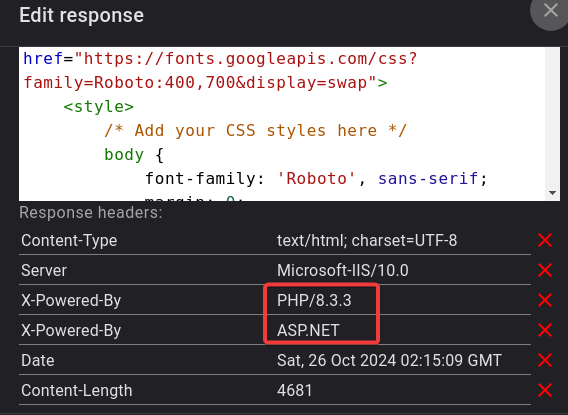 Edit response
href="https://fonts.googleapis.com/css?
family=Roboto:400,700&display=swap">
<style>
/* Add your CSS styles here */
body {
font-family: 'Roboto', sans-serif;
margin: 0;
Response headers:
Content-Type text/html; charset=UTF-8
Server Microsoft-IIS/10.0
X-Powered-By PHP/8.3.3
X-Powered-By ASP.NET
Date Sat, 26 Oct 2024 02:15:09 GMT
Content-Length 4681